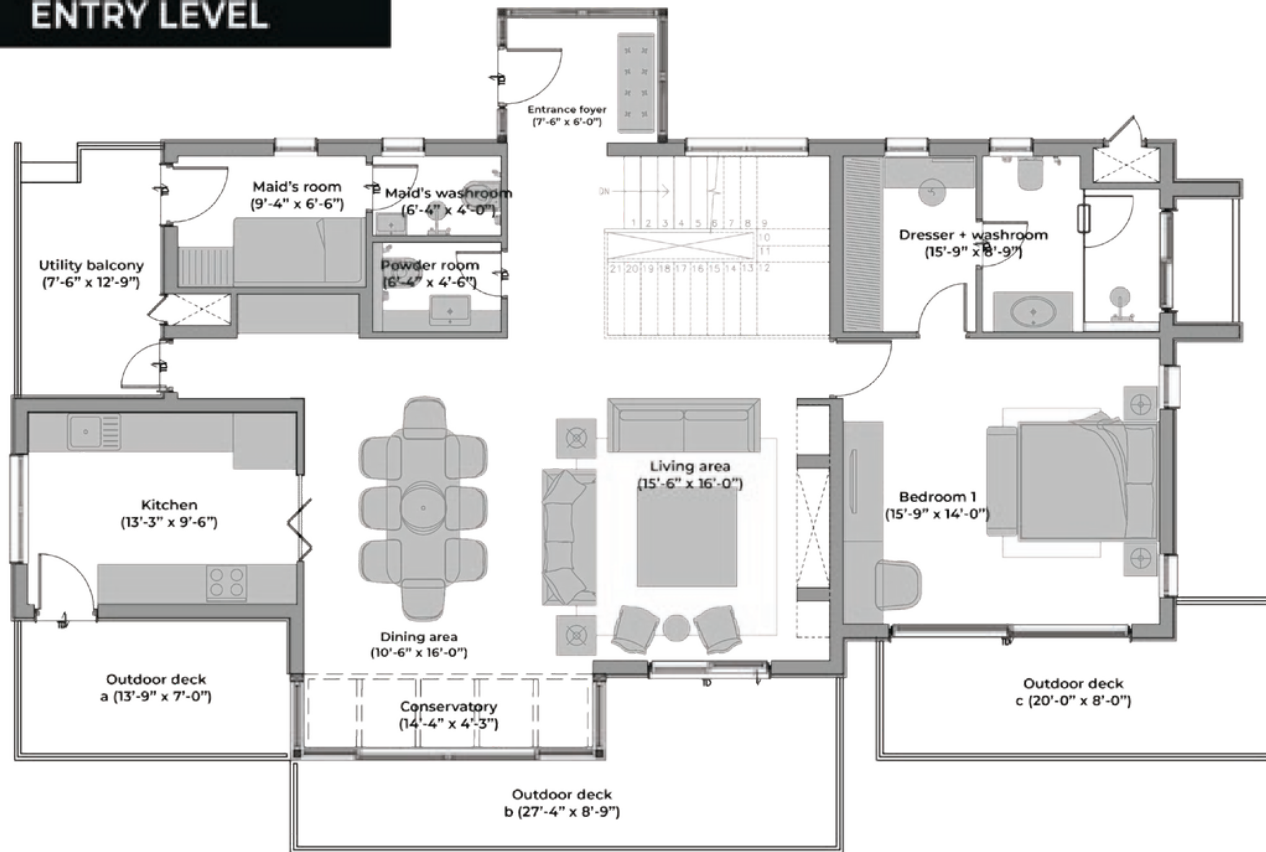 ENTRY LEVEL
Entrance foyer
(7'-6" x 6'-0")
Maid's room
(9'-4" x 6'-6")
Maid's washroom
(6'-4" x 4'-0")
DN
1 2 3 4 5 6 7 8 9
10
11
21 20 19 18 17 16 15 14 13 12
Dresser + washroom
(15'-9" x 8'-9")
Utility balcony
(7'-6" x 12'-9")
Powder room
(6'-4" x 4'-6")
Living area
(15'-6" x 16'-0")
Kitchen
(13'-3" x 9'-6")
Bedroom 1
(15'-9" x 14'-0")
Dining area
(10'-6" x 16'-0")
Outdoor deck
a (13'-9" x 7'-0")
Conservatory
(14'-4" x 4'-3")
Outdoor deck
c (20'-0" x 8'-0")
Outdoor deck
b (27'-4" x 8'-9")